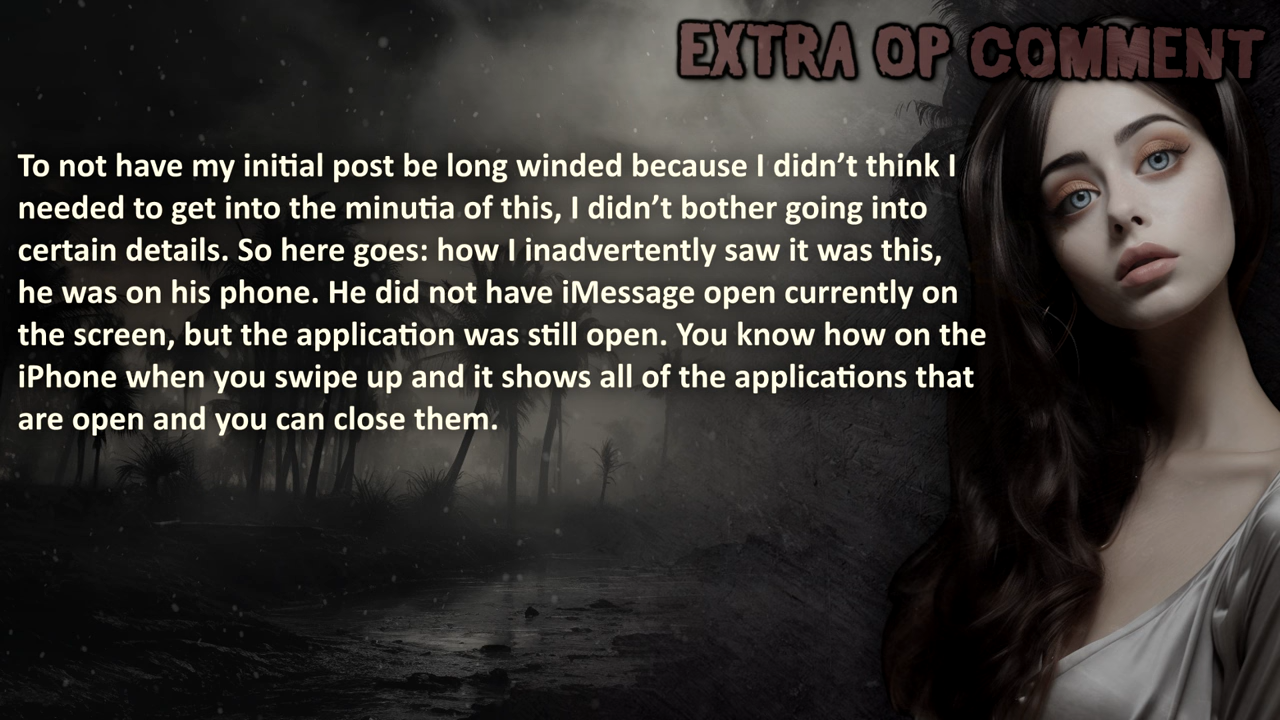 EXTRA OP COMMENT
To not have my initial post be long winded because I didn’t think I
needed to get into the minutia of this, I didn’t bother going into
certain details. So here goes: how I inadvertently saw it was this,
he was on his phone. He did not have iMessage open currently on
the screen, but the application was still open. You know how on the
iPhone when you swipe up and it shows all of the applications that
are open and you can close them.